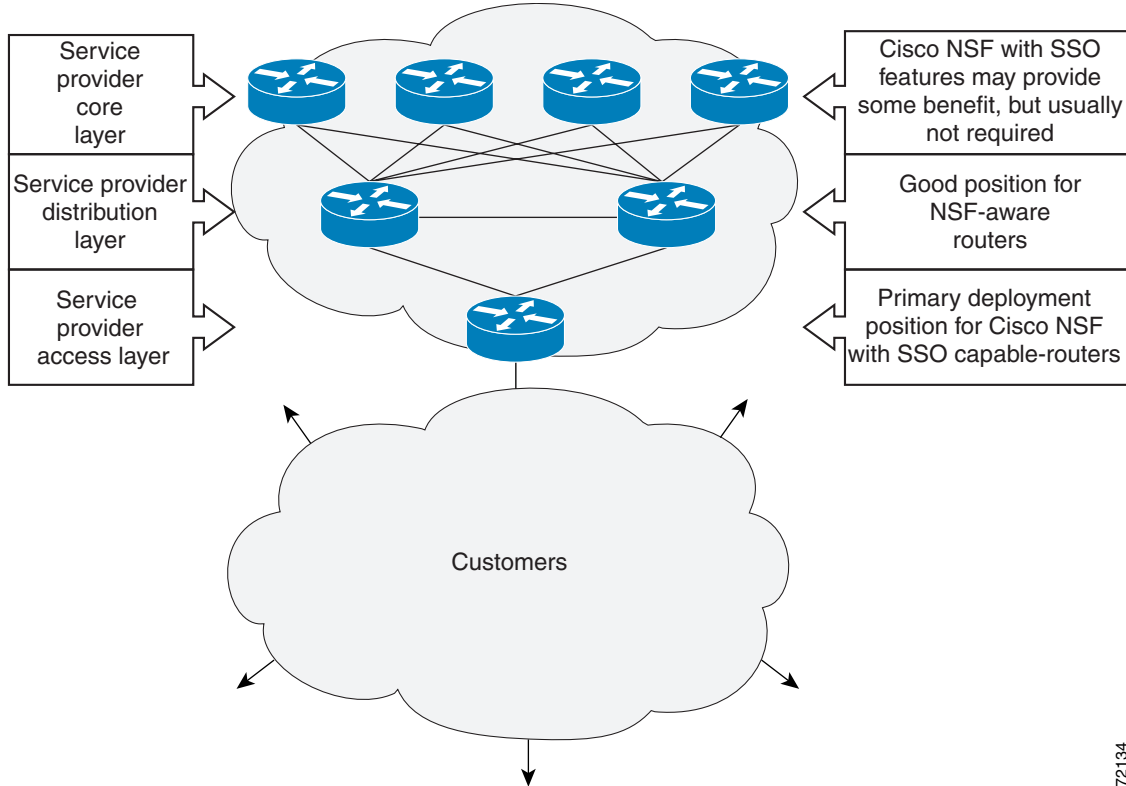 Service
provider
core
layer
Cisco NSF with SSO
features may provide
some benefit, but usually
not required
Service provider
distribution
layer
Good position for
NSF-aware
routers
Service
provider
access layer
Primary deployment
position for Cisco NSF
with SSO capable-routers
Customers
72134